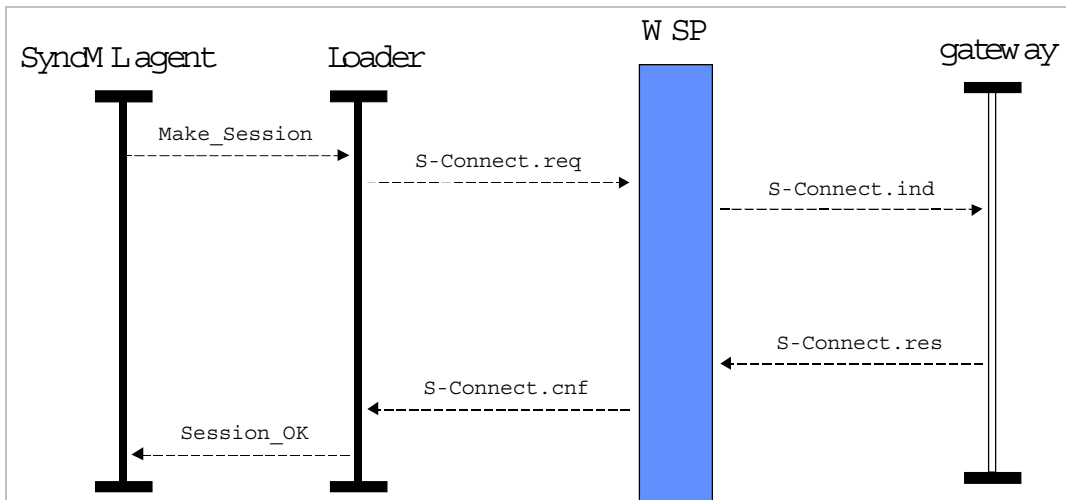 WSP
SyncML agent
Loader
gateway
Make_Session
S-Connect.req
S-Connect.ind
S-Connect.res
S-Connect.cnf
Session_OK